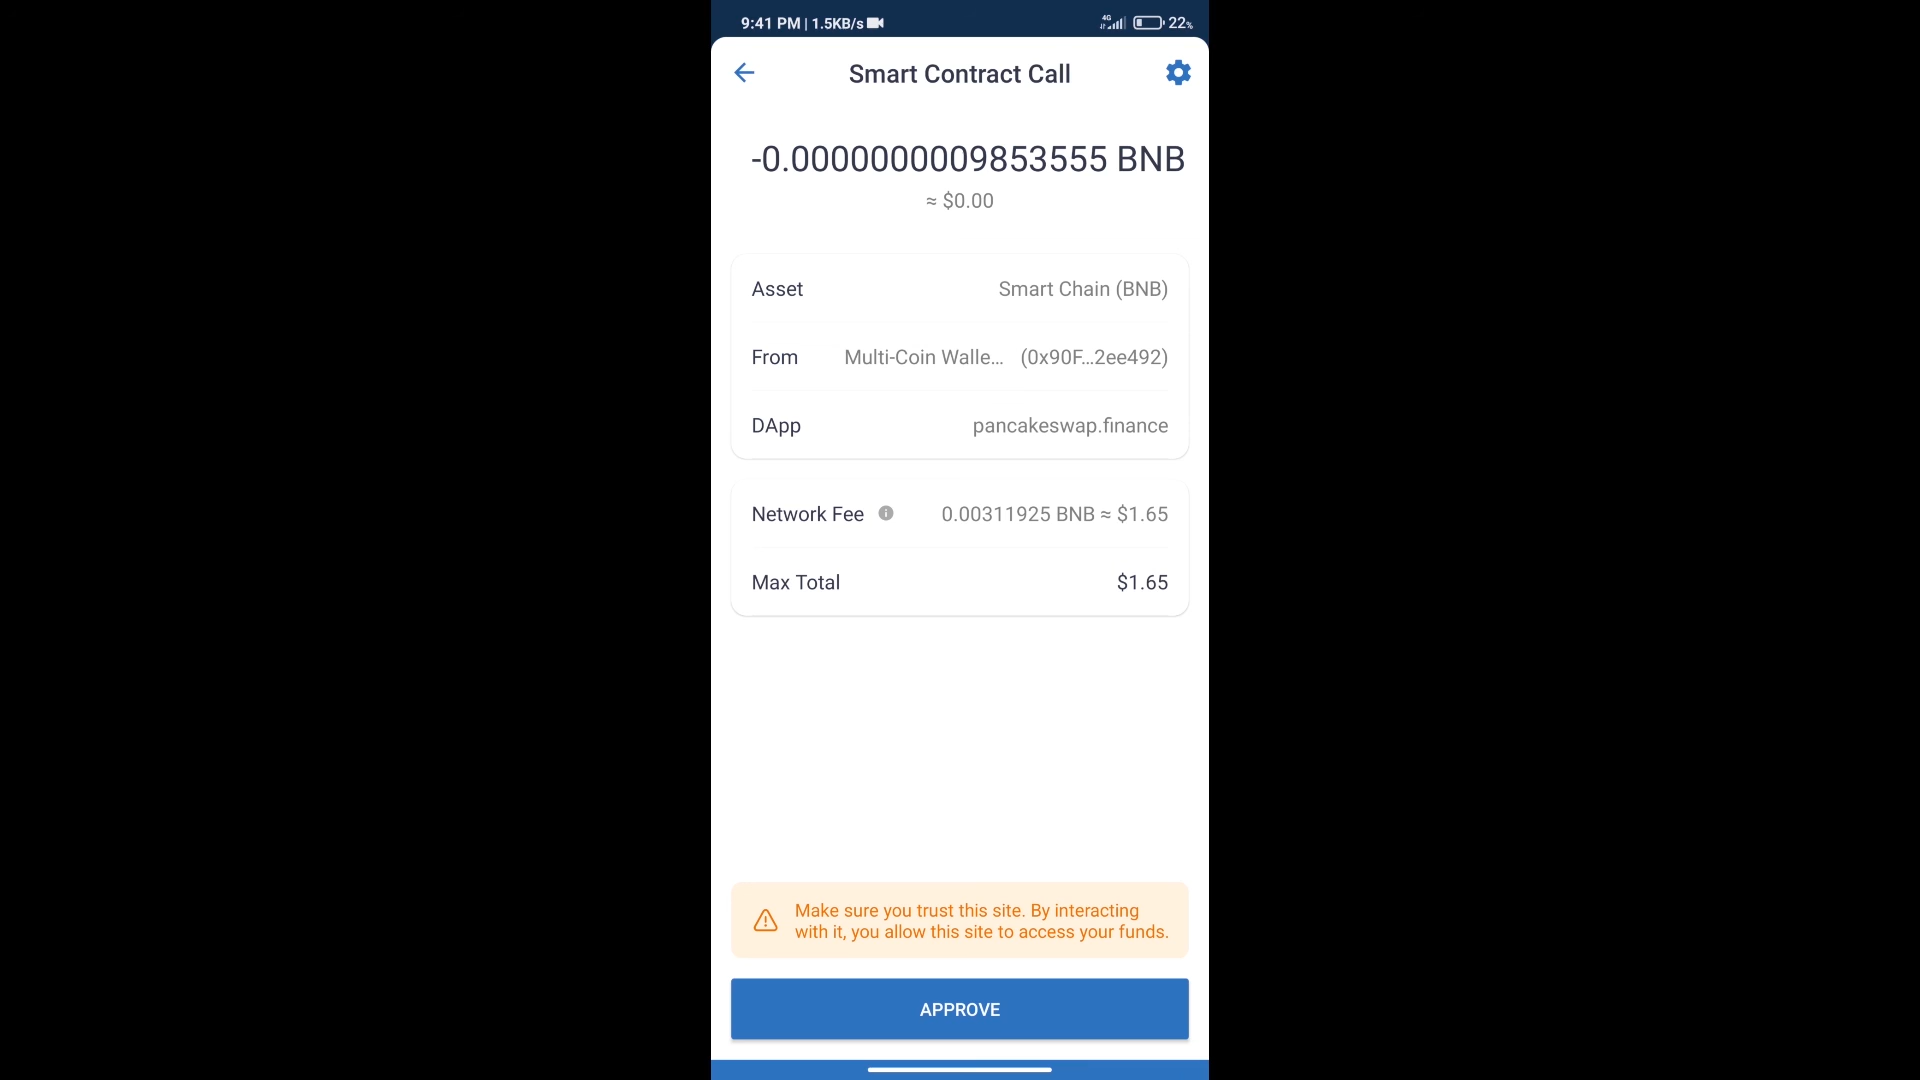 9:41 PM | 1.5KB/s 4G 22%
Smart Contract Call
-0.0000000009853555 BNB
≈ $0.00
Asset Smart Chain (BNB)
From Multi-Coin Walle... (0x90F...2ee492)
DApp pancakeswap.finance
Network Fee 0.00311925 BNB ≈ $1.65
Max Total $1.65
Make sure you trust this site. By interacting
with it, you allow this site to access your funds.
APPROVE